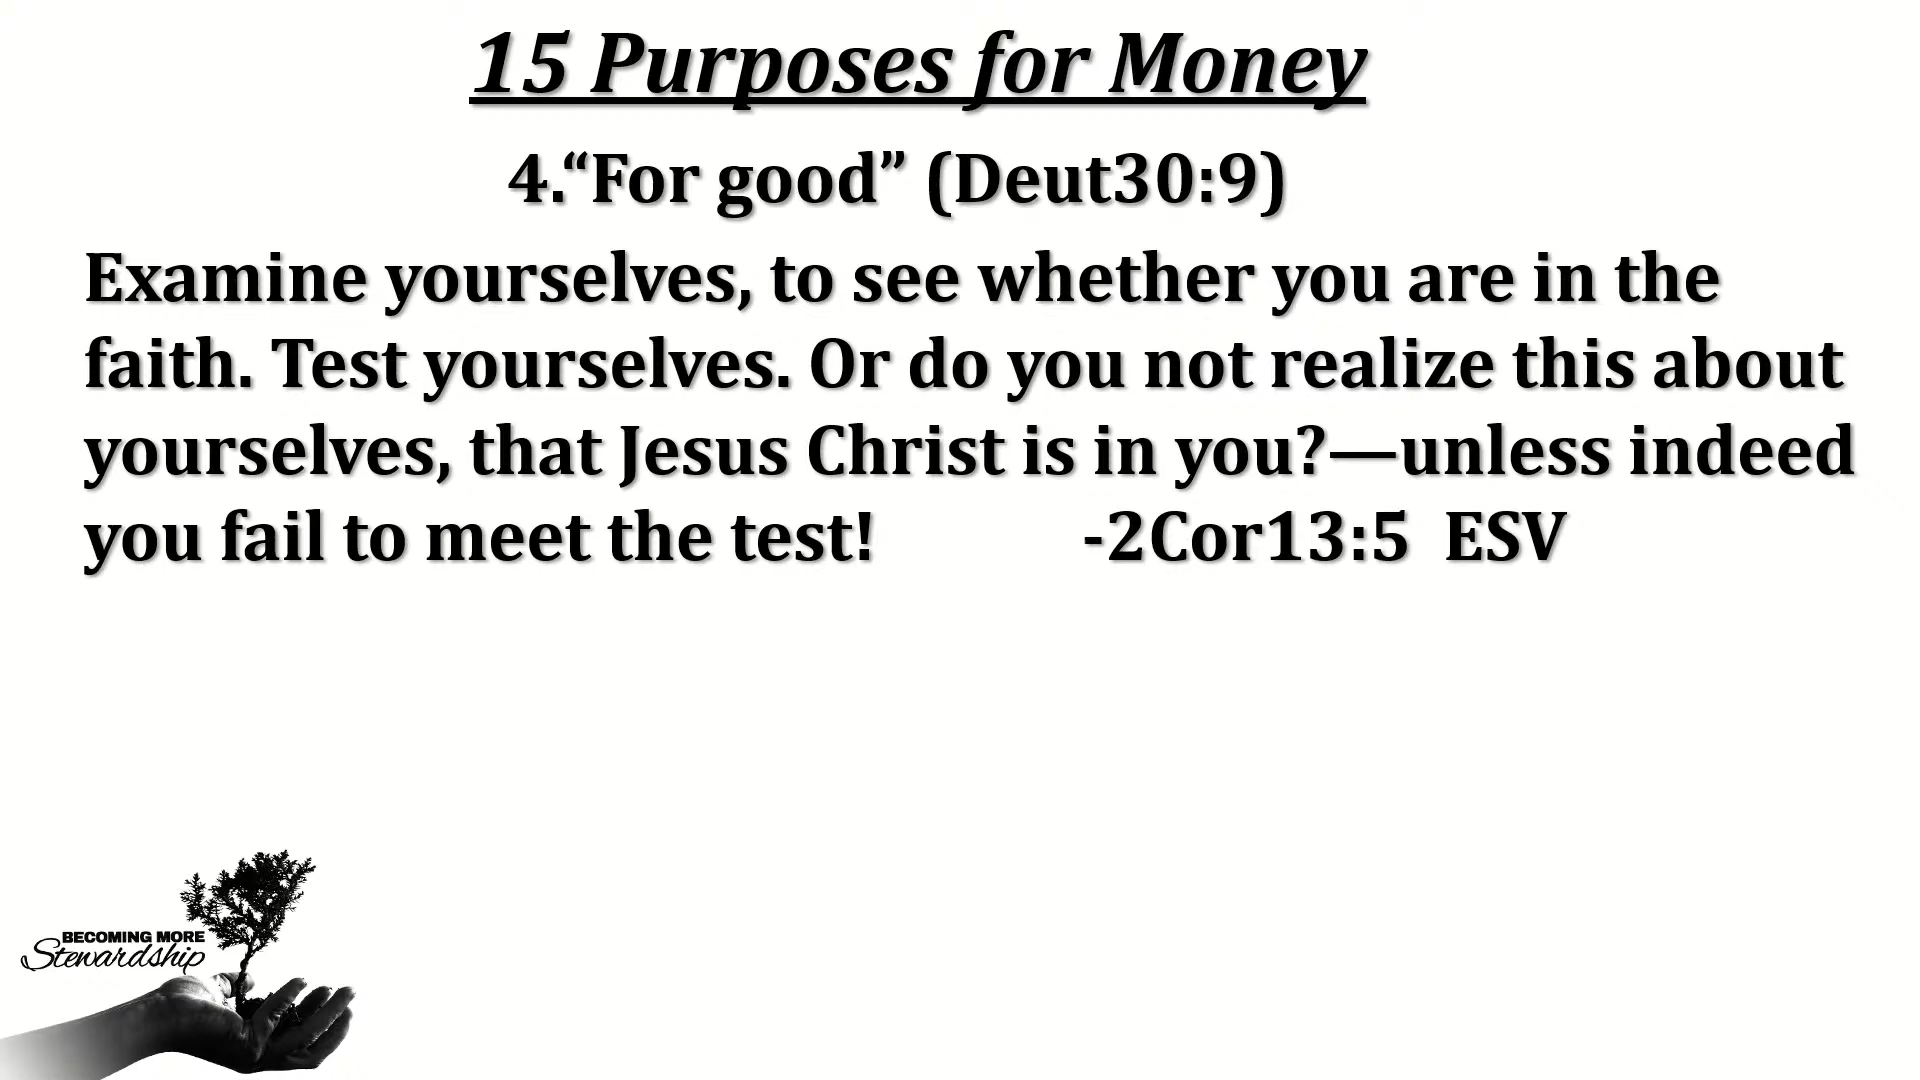 15 Purposes for Money
4.“For good” (Deut30:9)
Examine yourselves, to see whether you are in the
faith. Test yourselves. Or do you not realize this about
yourselves, that Jesus Christ is in you?—unless indeed
you fail to meet the test! -2Cor13:5 ESV
BECOMING MORE
Stewardship